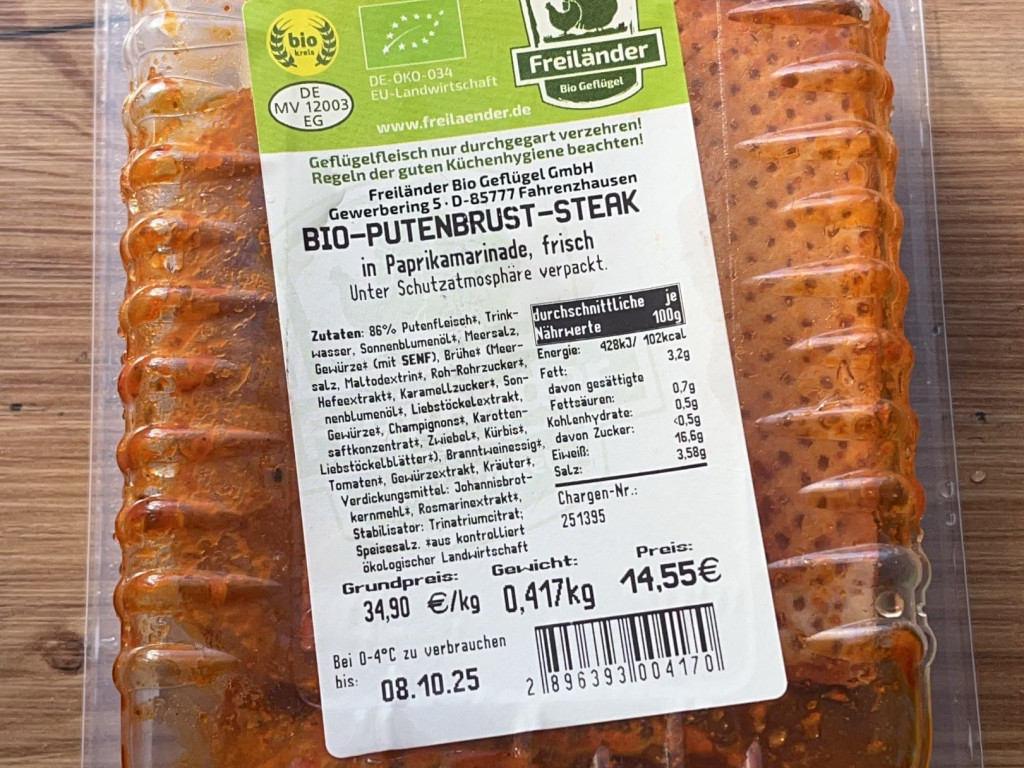 bio
kreis
DE-ÖKO-034
EU-Landwirtschaft
Freiländer
Bio Geflügel
DE
MV 12003
EG
www.freilaender.de
Geflügelfleisch nur durchgegart verzehren!
Regeln der guten Küchenhygiene beachten!
Freiländer Bio Geflügel GmbH
Gewerbering 5 · D-85777 Fahrenzhausen
BIO-PUTENBRUST-STEAK
in Paprikamarinade, frisch
Unter Schutzatmosphäre verpackt.
Zutaten: 86% Putenfleisch‡, Trink-
wasser, Sonnenblumenöl‡, Meersalz,
Gewürze‡ (mit SENF), Brühe‡ (Meer-
salz, Maltodextrin‡, Roh-Rohrzucker‡,
Hefeextrakt‡, Karamellzucker‡, Son-
nenblumenöl‡, Liebstöckelextrakt,
Gewürze‡, Champignons‡, Karotten-
saftkonzentrat‡, Zwiebel‡, Kürbis‡,
Liebstöckelblätter‡), Branntweinessig‡,
Tomaten‡, Gewürzextrakt, Kräuter‡,
Verdickungsmittel: Johannisbrot-
kernmehl‡, Rosmarinextrakt‡,
Stabilisator: Trinatriumcitrat;
Speisesalz. ‡aus kontrolliert
ökologischer Landwirtschaft
durchschnittliche je
Nährwerte 100g
Energie: 428kJ/ 102kcal
Fett: 3,2g
davon gesättigte
Fettsäuren: 0,7g
Kohlenhydrate: 0,5g
davon Zucker: <0,5g
Eiweiß: 16,6g
Salz: 3,58g
Chargen-Nr.:
251395
Grundpreis: Gewicht: Preis:
34,90 €/kg 0,417kg 14,55€
Bei 0-4°C zu verbrauchen
bis: 08.10.25
2 896393 004170